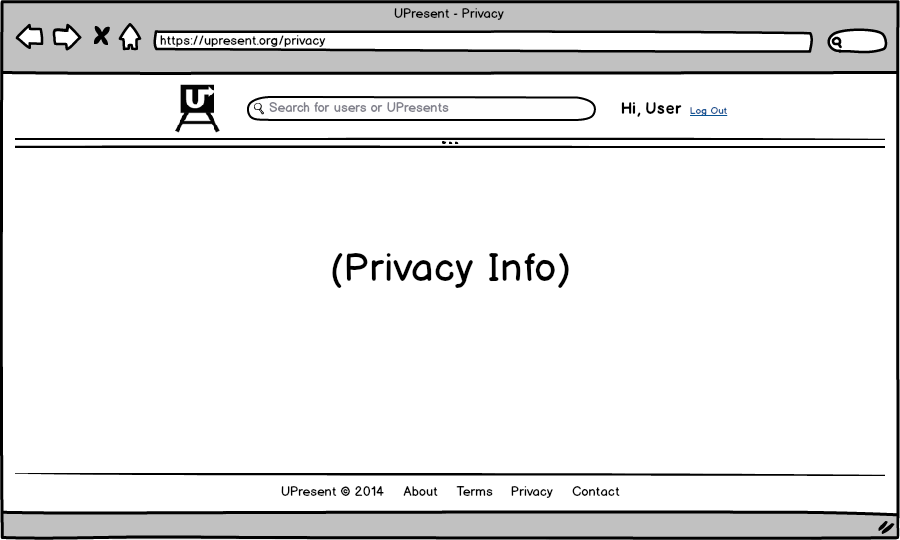 UPresent - Privacy
https://upresent.org/privacy
U
Search for users or UPresents
Hi, User Log Out
(Privacy Info)
UPresent © 2014 About Terms Privacy Contact